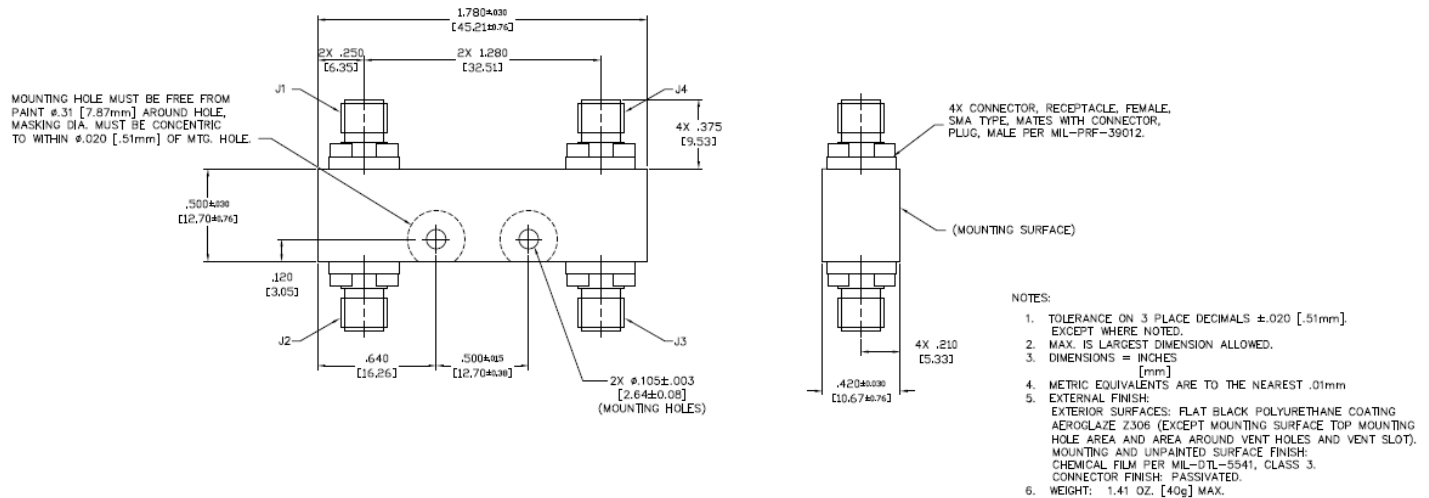 1.780±.030
[45.21±0.76]
2X .250
[6.35]
2X 1.280
[32.51]
J1
J4
MOUNTING HOLE MUST BE FREE FROM
PAINT ø.31 [7.87mm] AROUND HOLE,
MASKING DIA. MUST BE CONCENTRIC
TO WITHIN ø.020 [.51mm] OF MTG. HOLE.
4X .375
[9.53]
4X CONNECTOR, RECEPTACLE, FEMALE,
SMA TYPE, MATES WITH CONNECTOR,
PLUG, MALE PER MIL-PRF-39012.
.500±.030
[12.70±0.76]
(MOUNTING SURFACE)
.120
[3.05]
J2
J3
.640
[16.26]
.500±.015
[12.70±0.38]
2X ø.105±.003
[2.64±0.08]
(MOUNTING HOLES)
4X .210
[5.33]
.420±0.030
[10.67±0.76]
NOTES:
1. TOLERANCE ON 3 PLACE DECIMALS ±.020 [.51mm].
EXCEPT WHERE NOTED.
2. MAX. IS LARGEST DIMENSION ALLOWED.
3. DIMENSIONS = INCHES
[mm]
4. METRIC EQUIVALENTS ARE TO THE NEAREST .01mm
5. EXTERNAL FINISH:
EXTERIOR SURFACES: FLAT BLACK POLYURETHANE COATING
AEROGLAZE Z306 (EXCEPT MOUNTING SURFACE TOP MOUNTING
HOLE AREA AND AREA AROUND VENT HOLES AND VENT SLOT).
MOUNTING AND UNPAINTED SURFACE FINISH:
CHEMICAL FILM PER MIL-DTL-5541, CLASS 3.
CONNECTOR FINISH: PASSIVATED.
6. WEIGHT: 1.41 OZ. [40g] MAX.